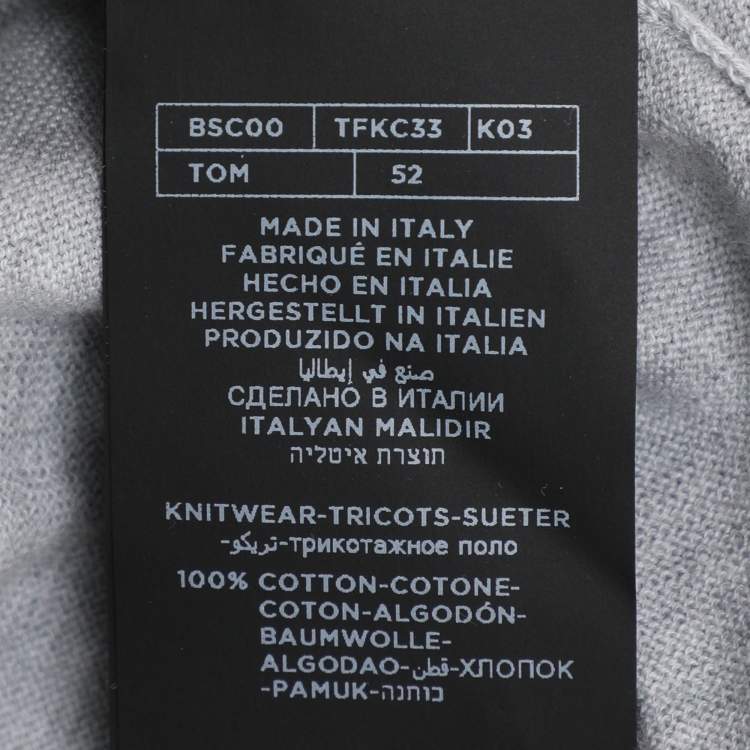 BSC00 TFKC33 K03
TOM 52
MADE IN ITALY
FABRIQUÉ EN ITALIE
HECHO EN ITALIA
HERGESTELLT IN ITALIEN
PRODUZIDO NA ITALIA
صنع في إيطاليا
СДЕЛАНО В ИТАЛИИ
ITALYAN MALIDIR
תוצרת איטליה
KNITWEAR-TRICOTS-SUETER
-تريكو-трикотажное поло
100% COTTON-COTONE-
COTON-ALGODÓN-
BAUMWOLLE-
ALGODAO-قطن-ХЛОПОК
-PAMUK-כותנה